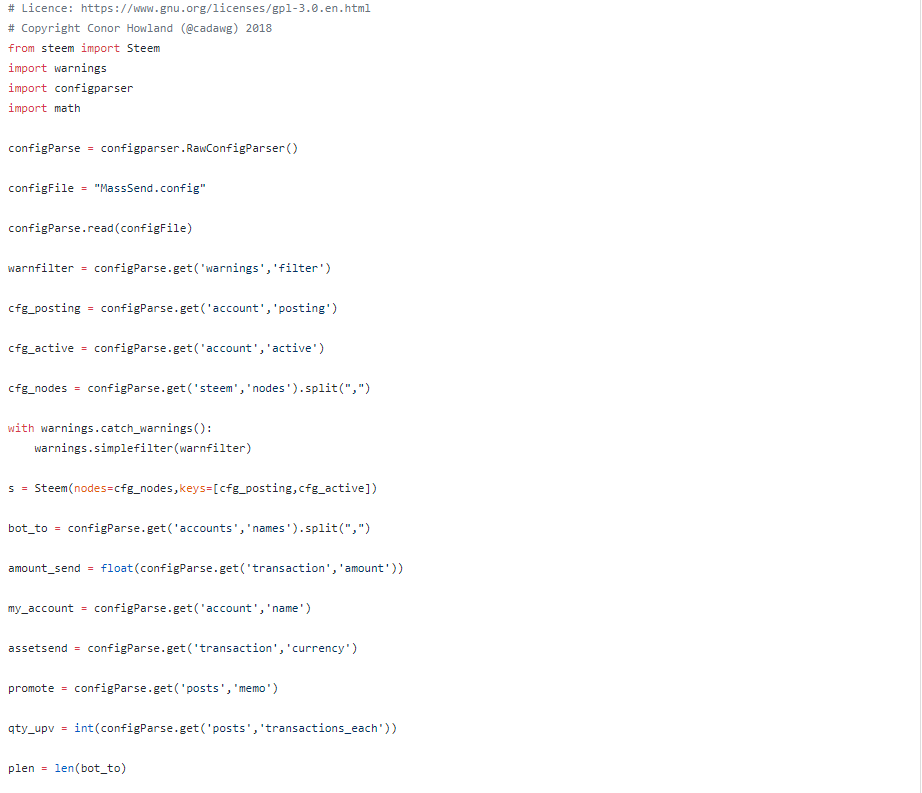 # Licence: https://www.gnu.org/licenses/gpl-3.0.en.html
# Copyright Conor Howland (@cadawg) 2018
from steem import Steem
import warnings
import configparser
import math
configParse = configparser.RawConfigParser()
configFile = "MassSend.config"
configParse.read(configFile)
warnfilter = configParse.get('warnings','filter')
cfg_posting = configParse.get('account','posting')
cfg_active = configParse.get('account','active')
cfg_nodes = configParse.get('steem','nodes').split(",")
with warnings.catch_warnings():
    warnings.simplefilter(warnfilter)
s = Steem(nodes=cfg_nodes,keys=[cfg_posting,cfg_active])
bot_to = configParse.get('accounts','names').split(",")
amount_send = float(configParse.get('transaction','amount'))
my_account = configParse.get('account','name')
assetsend = configParse.get('transaction','currency')
promote = configParse.get('posts','memo')
qty_upv = int(configParse.get('posts','transactions_each'))
plen = len(bot_to)